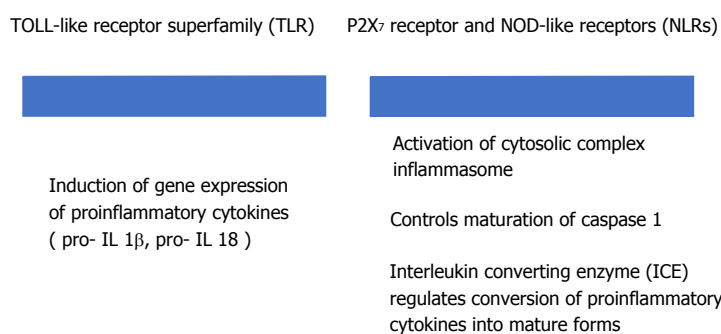 TOLL-like receptor superfamily (TLR)
P2X₇ receptor and NOD-like receptors (NLRs)
Induction of gene expression
of proinflammatory cytokines
( pro- IL 1β, pro- IL 18 )
Activation of cytosolic complex
inflammasome
Controls maturation of caspase 1
Interleukin converting enzyme (ICE)
regulates conversion of proinflammatory
cytokines into mature forms